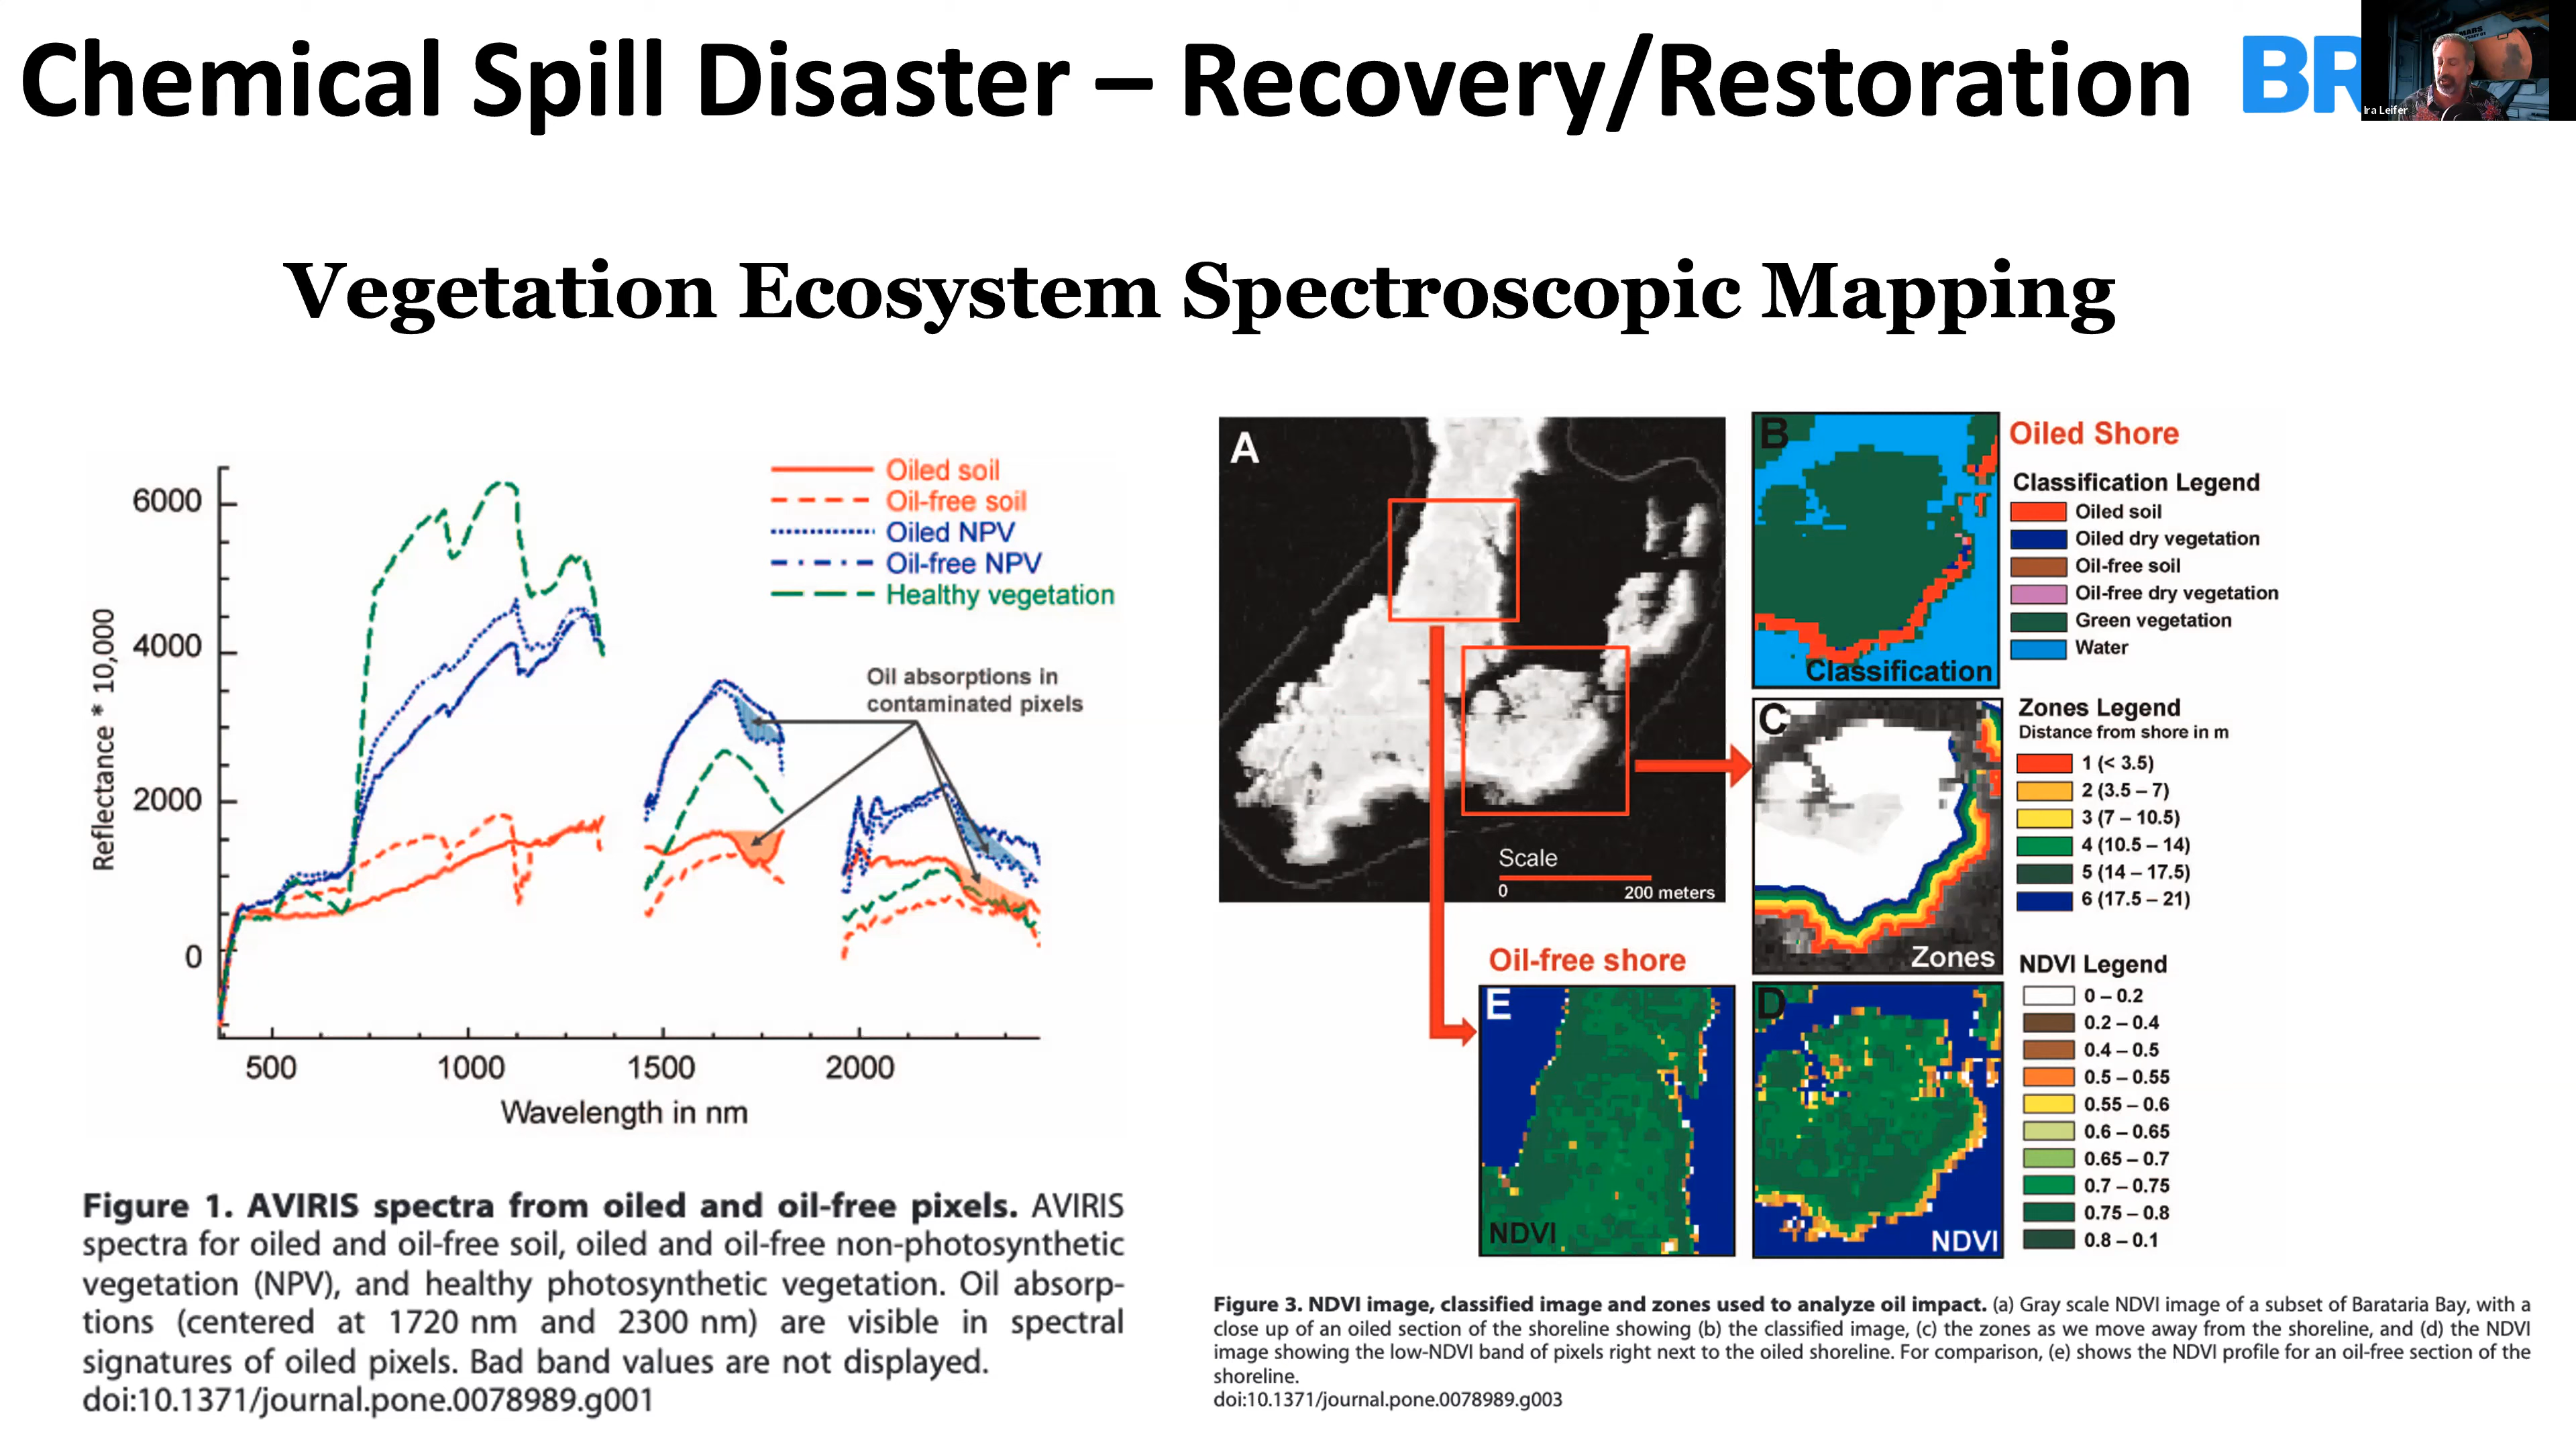 Chemical Spill Disaster – Recovery/Restoration
BR
Ira Leifer
Vegetation Ecosystem Spectroscopic Mapping
Oiled soil
Oil-free soil
Oiled NPV
Oil-free NPV
Healthy vegetation
Oil absorptions in
contaminated pixels
Reflectance * 10,000
6000
4000
2000
0
500
1000
1500
2000
Wavelength in nm
Figure 1. AVIRIS spectra from oiled and oil-free pixels. AVIRIS
spectra for oiled and oil-free soil, oiled and oil-free non-photosynthetic
vegetation (NPV), and healthy photosynthetic vegetation. Oil absorp-
tions (centered at 1720 nm and 2300 nm) are visible in spectral
signatures of oiled pixels. Bad band values are not displayed.
doi:10.1371/journal.pone.0078989.g001
A
Scale
0
200 meters
B
Classification
Oiled Shore
Classification Legend
Oiled soil
Oiled dry vegetation
Oil-free soil
Oil-free dry vegetation
Green vegetation
Water
C
Zones
Zones Legend
Distance from shore in m
1 (< 3.5)
2 (3.5 – 7)
3 (7 – 10.5)
4 (10.5 – 14)
5 (14 – 17.5)
6 (17.5 – 21)
Oil-free shore
E
NDVI
D
NDVI
NDVI Legend
0 – 0.2
0.2 – 0.4
0.4 – 0.5
0.5 – 0.55
0.55 – 0.6
0.6 – 0.65
0.65 – 0.7
0.7 – 0.75
0.75 – 0.8
0.8 – 0.1
Figure 3. NDVI image, classified image and zones used to analyze oil impact. (a) Gray scale NDVI image of a subset of Barataria Bay, with a
close up of an oiled section of the shoreline showing (b) the classified image, (c) the zones as we move away from the shoreline, and (d) the NDVI
image showing the low-NDVI band of pixels right next to the oiled shoreline. For comparison, (e) shows the NDVI profile for an oil-free section of the
shoreline.
doi:10.1371/journal.pone.0078989.g003